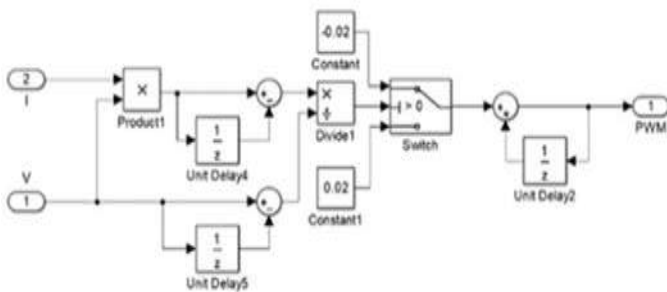 -0.02
Constant
2
I
×
Product1
+
-
1
z
Unit Delay4
×
÷
Divide1
> 0
Switch
+
+
1
PWM
1
z
Unit Delay2
V
1
+
-
0.02
Constant1
1
z
Unit Delay5